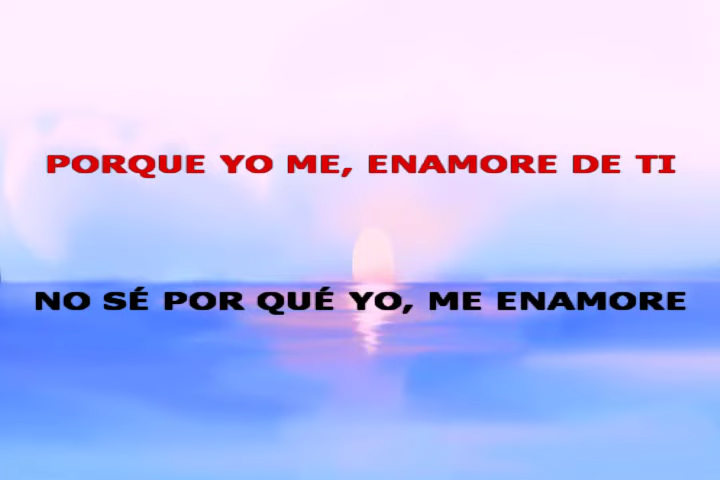 PORQUE YO ME, ENAMORE DE TI
NO SÉ POR QUÉ YO, ME ENAMORE